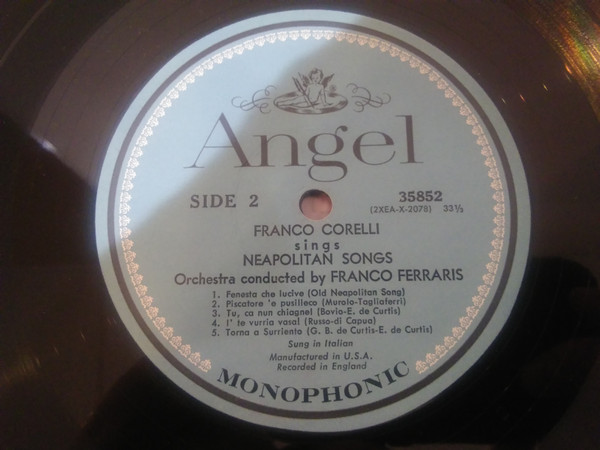 Angel
SIDE 2
35852
(2XEA-X-2078) 33⅓
FRANCO CORELLI
sings
NEAPOLITAN SONGS
Orchestra conducted by FRANCO FERRARIS
1. Fenesta che lucive (Old Neapolitan Song)
2. Piscatore 'e pusilleco (Murolo-Tagliaferri)
3. Tu, ca nun chiagne! (Bovio-E. de Curtis)
4. I' te vurria vasa! (Russo-di Capua)
5. Torna a Surriento (G. B. de Curtis-E. de Curtis)
Sung in Italian
Manufactured in U.S.A.
Recorded in England
MONOPHONIC